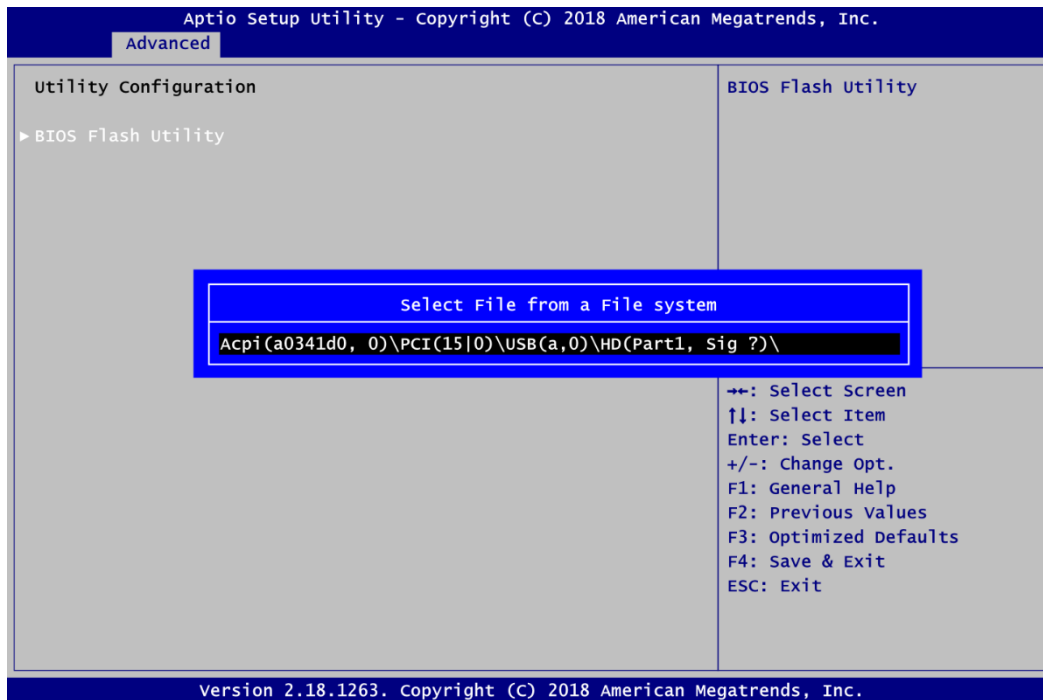 Aptio Setup Utility - Copyright (C) 2018 American Megatrends, Inc.
Advanced
Utility Configuration
►BIOS Flash Utility
BIOS Flash Utility
Select File from a File system
Acpi(a0341d0, 0)\PCI(15|0)\USB(a,0)\HD(Part1, Sig ?)\
→←: Select Screen
↑↓: Select Item
Enter: Select
+/-: Change Opt.
F1: General Help
F2: Previous Values
F3: Optimized Defaults
F4: Save & Exit
ESC: Exit
Version 2.18.1263. Copyright (C) 2018 American Megatrends, Inc.